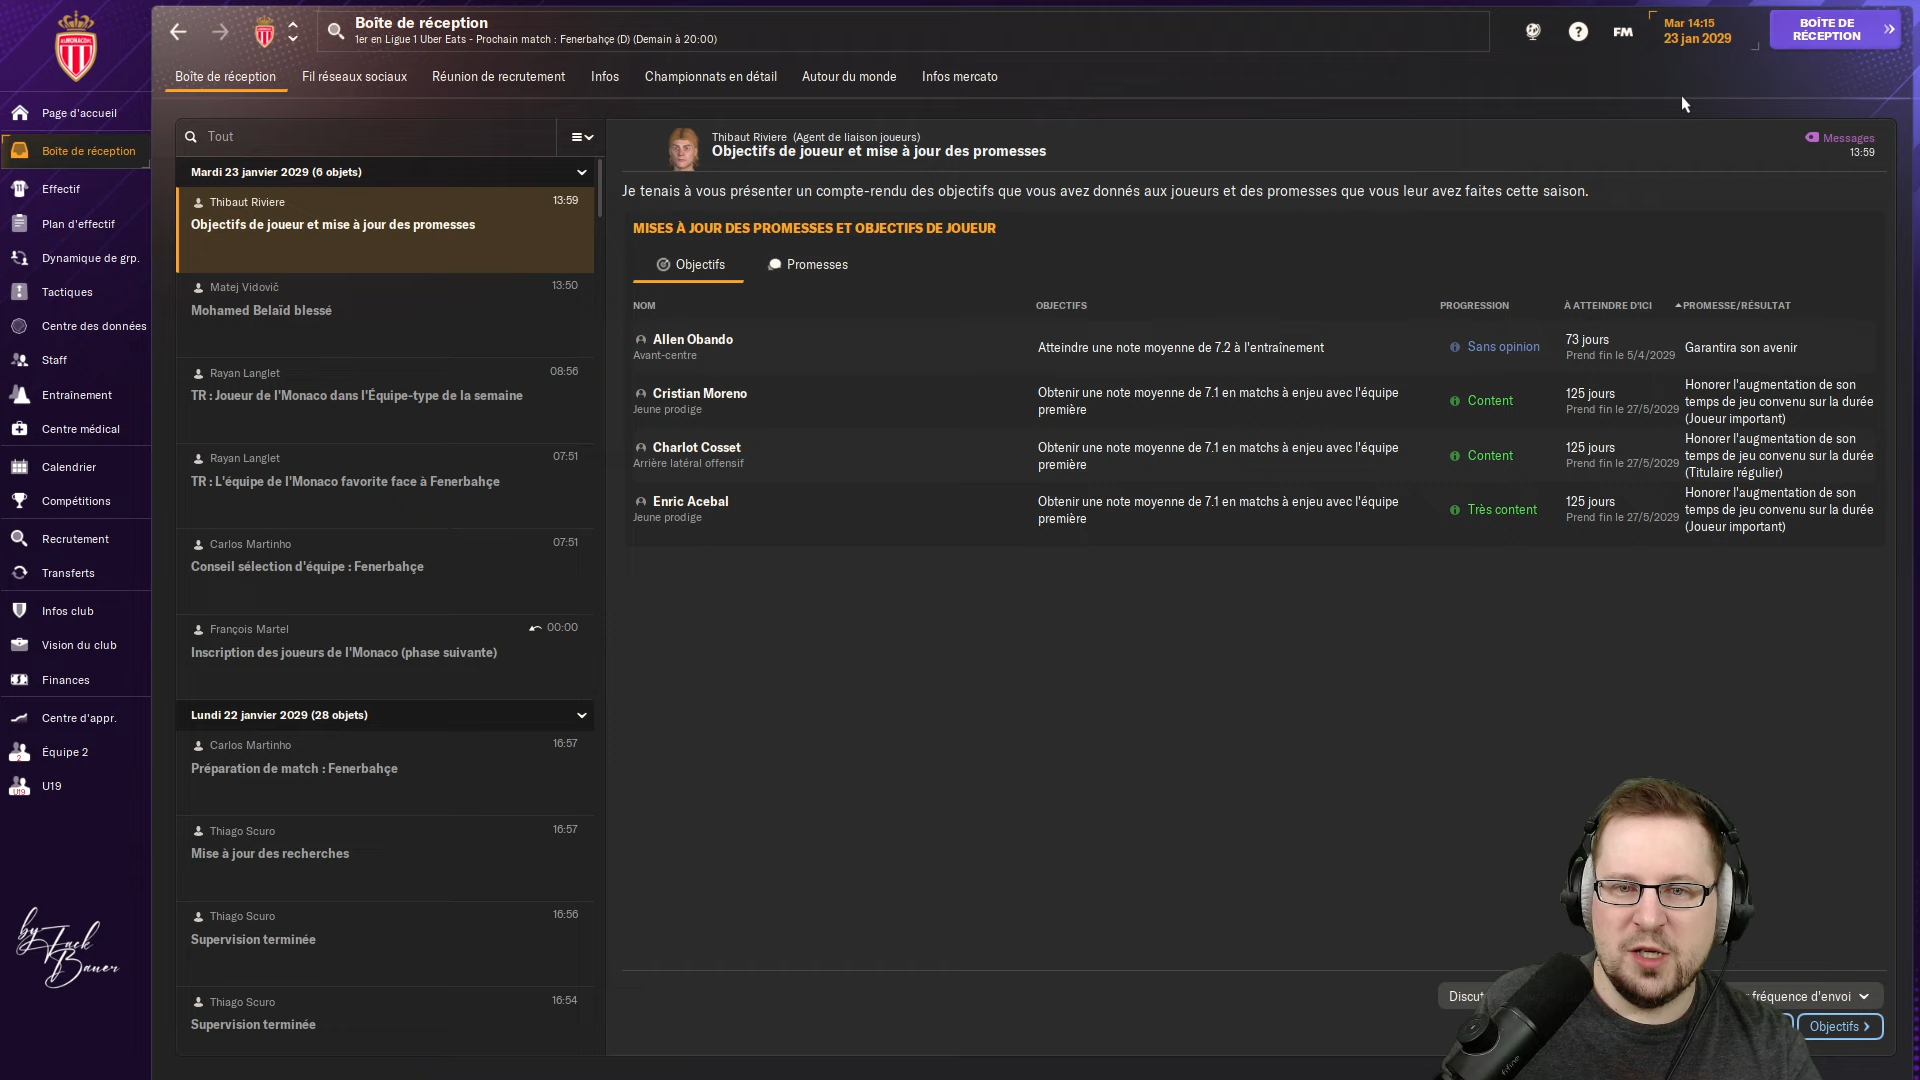 Boîte de réception
1er en Ligue 1 Uber Eats - Prochain match : Fenerbahçe (D) (Demain à 20:00)
FM
Mar 14:15
23 jan 2029
BOÎTE DE
RÉCEPTION
Boîte de réception
Fil réseaux sociaux
Réunion de recrutement
Infos
Championnats en détail
Autour du monde
Infos mercato
Page d'accueil
Boîte de réception
Effectif
Plan d'effectif
Dynamique de grp.
Tactiques
Centre des données
Staff
Entraînement
Centre médical
Calendrier
Compétitions
Recrutement
Transferts
Infos club
Vision du club
Finances
Centre d'appr.
Équipe 2
U19
by Jack
Bauer
Tout
Mardi 23 janvier 2029 (6 objets)
Thibaut Riviere
13:59
Objectifs de joueur et mise à jour des promesses
Matej Vidovič
13:50
Mohamed Belaïd blessé
Rayan Langlet
08:56
TR : Joueur de l'Monaco dans l'Équipe-type de la semaine
Rayan Langlet
07:51
TR : L'équipe de l'Monaco favorite face à Fenerbahçe
Carlos Martinho
07:51
Conseil sélection d'équipe : Fenerbahçe
François Martel
00:00
Inscription des joueurs de l'Monaco (phase suivante)
Lundi 22 janvier 2029 (28 objets)
Carlos Martinho
16:57
Préparation de match : Fenerbahçe
Thiago Scuro
16:57
Mise à jour des recherches
Thiago Scuro
16:56
Supervision terminée
Thiago Scuro
16:54
Supervision terminée
Thibaut Riviere (Agent de liaison joueurs)
Objectifs de joueur et mise à jour des promesses
Messages
13:59
Je tenais à vous présenter un compte-rendu des objectifs que vous avez donnés aux joueurs et des promesses que vous leur avez faites cette saison.
MISES À JOUR DES PROMESSES ET OBJECTIFS DE JOUEUR
Objectifs
Promesses
NOM
OBJECTIFS
PROGRESSION
À ATTEINDRE D'ICI
PROMESSE/RÉSULTAT
Allen Obando
Avant-centre
Atteindre une note moyenne de 7.2 à l'entraînement
Sans opinion
73 jours
Prend fin le 5/4/2029
Garantira son avenir
Cristian Moreno
Jeune prodige
Obtenir une note moyenne de 7.1 en matchs à enjeu avec l'équipe
première
Content
125 jours
Prend fin le 27/5/2029
Honorer l'augmentation de son
temps de jeu convenu sur la durée
(Joueur important)
Charlot Cosset
Arrière latéral offensif
Obtenir une note moyenne de 7.1 en matchs à enjeu avec l'équipe
première
Content
125 jours
Prend fin le 27/5/2029
Honorer l'augmentation de son
temps de jeu convenu sur la durée
(Titulaire régulier)
Enric Acebal
Jeune prodige
Obtenir une note moyenne de 7.1 en matchs à enjeu avec l'équipe
première
Très content
125 jours
Prend fin le 27/5/2029
Honorer l'augmentation de son
temps de jeu convenu sur la durée
(Joueur important)
Discut
fréquence d'envoi
Objectifs
fifine